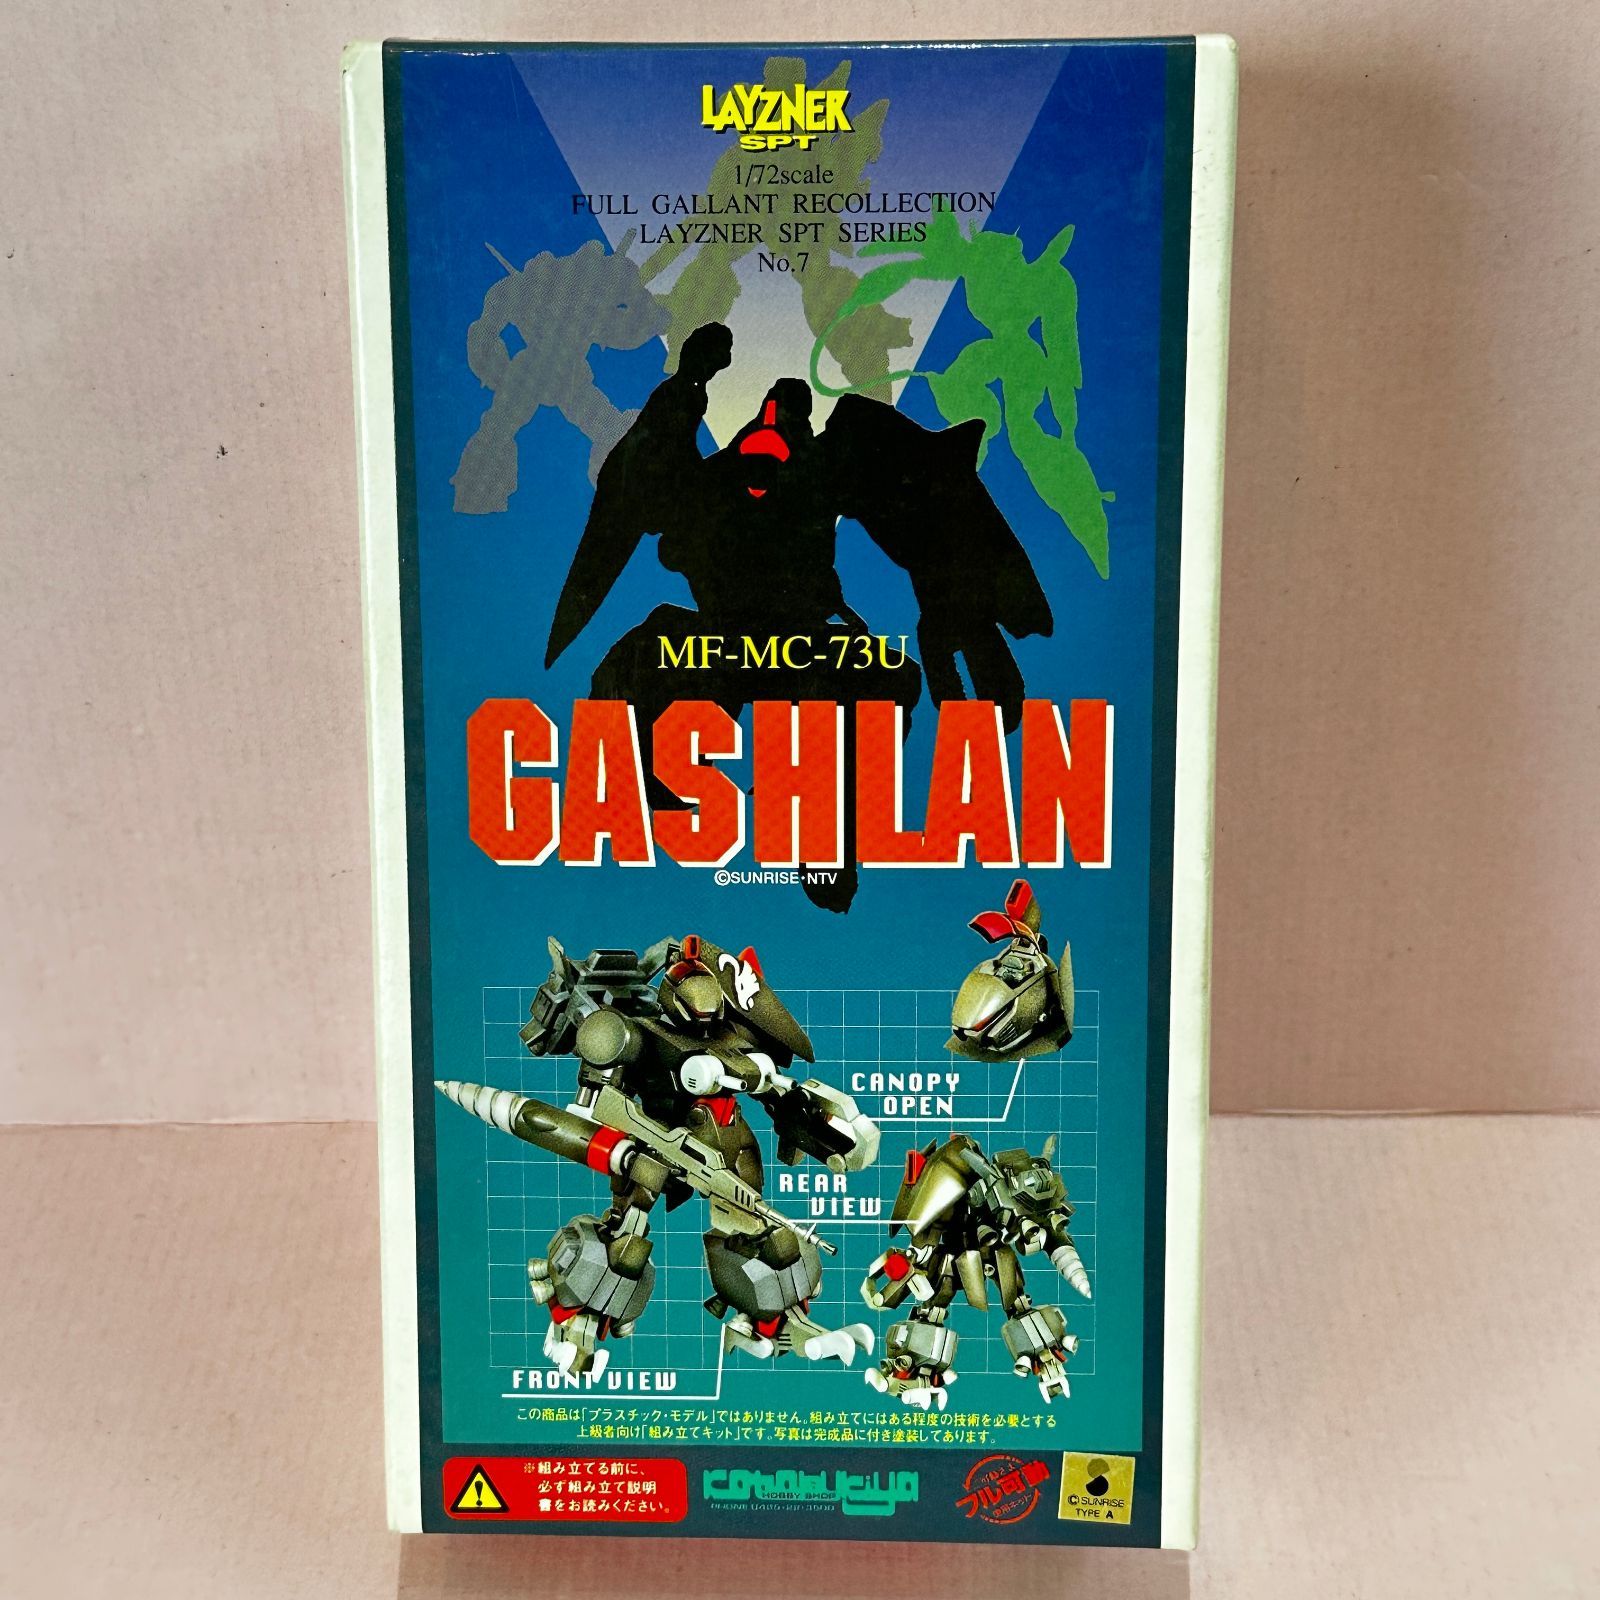 LAYZNER
SPT
1/72scale
FULL GALLANT RECOLLECTION
LAYZNER SPT SERIES
No.7
MF-MC-73U
GASHLAN
©SUNRISE・NTV
CANOPY
OPEN
REAR
VIEW
FRONT VIEW
この商品は「プラスチック・モデル」ではありません。組み立てにはある程度の技術を必要とする
上級者向け「組み立てキット」です。写真は完成品に付き塗装してあります。
※組み立てる前に、
必ず組み立て説明
書をお読みください。
kotobukiya
HOBBY SHOP
フル可動
©SUNRISE
TYPE A